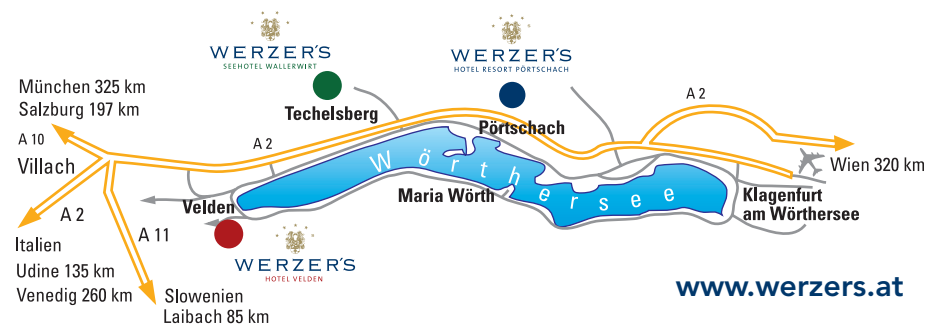 WERZER'S
SEEHOTEL WALLERWIRT
WERZER'S
HOTEL RESORT PÖRTSCHACH
München 325 km
Salzburg 197 km
A 10
Villach
A 2
Italien
Udine 135 km
Venedig 260 km
A 11
Slowenien
Laibach 85 km
A 2
Techelsberg
Pörtschach
A 2
Wien 320 km
Wörthersee
Velden
Maria Wörth
Klagenfurt
am Wörthersee
WERZER'S
HOTEL VELDEN
www.werzers.at